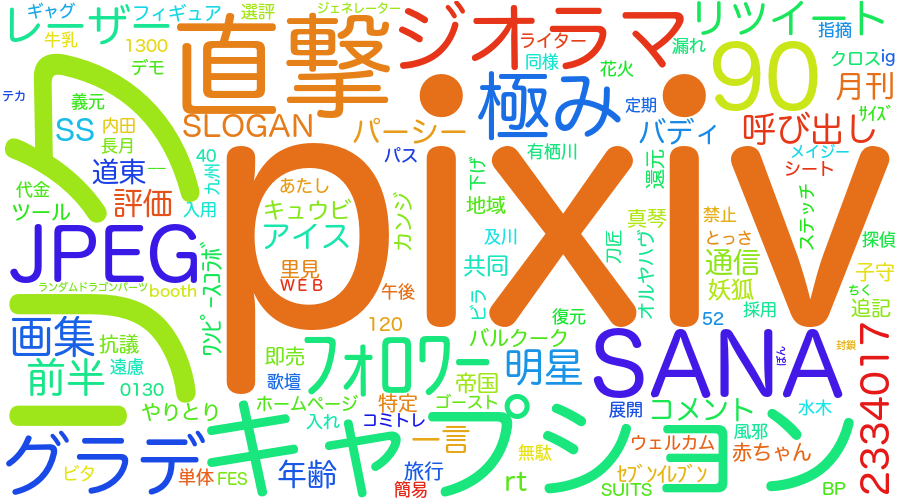 ギャグ
フィギュア
選評
ジェネレーター
ジオラマ
リツイート
レーザー
直撃
牛乳
1300
デモ
ライター
同様
漏れ
指摘
花火
90
クロス
ig
テカ
義元
極み
定期
月刊
ｻｲｽﾞ
SS
内田
長月
SLOGAN
パーシー
バディ
呼び出し
メイジー
道東
40
九州
パス
有栖川
下げ
還元
シート
代金
ツール
評価
入用
あたし
キュウビ
カンジ
地域
真琴
禁止
ステッチ
JPEG
アイス
及川
刀匠
オルヤハヴ
とっさ
探偵
pixiv
里見
WEB
ﾜﾝﾋﾟｰｽｺﾗﾎﾞ
共同
通信
子守
ランダムドラゴンパーツ
booth
午後
ビラ
妖狐
ちく
追記
採用
復元
52
画集
抗議
120
バルクーク
2334017
前半
遠慮
即売
フォロワー
明星
SANA
ぽん
封鎖
0130
歌壇
帝国
やりとり
ホームページ
特定
ゴースト
展開
コメント
水木
カ
キャプション
入れ
コミトレ
一言
風邪
グラデ
無駄
ウェルカム
赤ちゃん
ビタ
単体
FES
年齢
旅行
簡易
rt
ｾﾌﾞﾝｲﾚﾌﾞﾝ
SUITS
BP